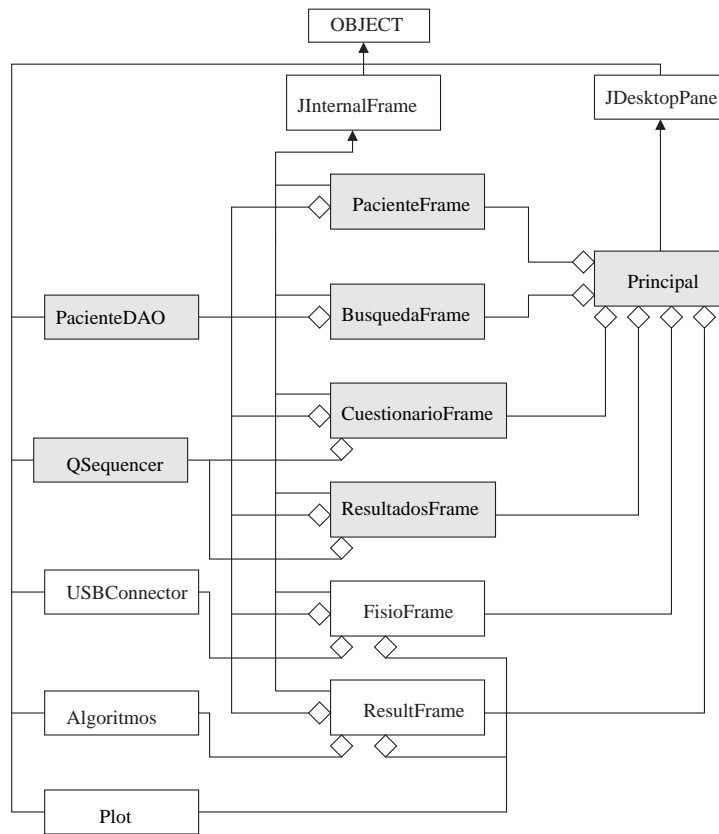 OBJECT
JInternalFrame
JDesktopPane
PacienteFrame
Principal
PacienteDAO
BusquedaFrame
CuestionarioFrame
QSequencer
ResultadosFrame
USBConnector
FisioFrame
Algoritmos
ResultFrame
Plot